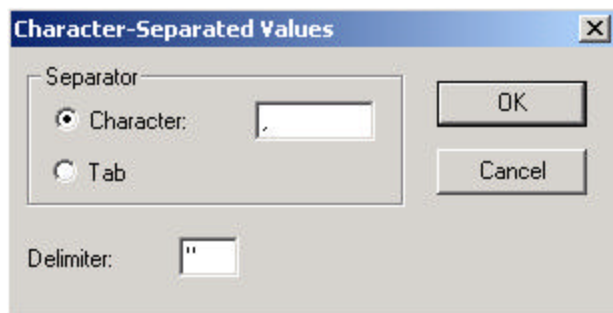 Character-Separated Values
Separator
Character: ,
Tab
OK
Cancel
Delimiter: "